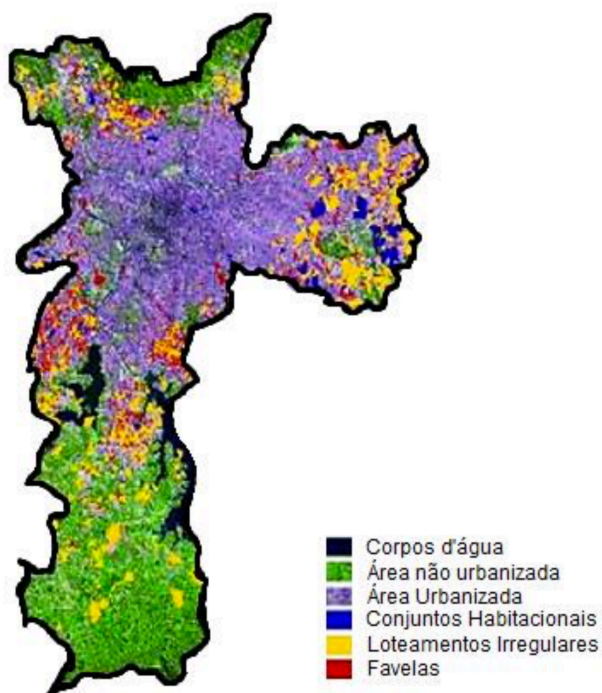 Corpos d'água
Área não urbanizada
Área Urbanizada
Conjuntos Habitacionais
Loteamentos Irregulares
Favelas